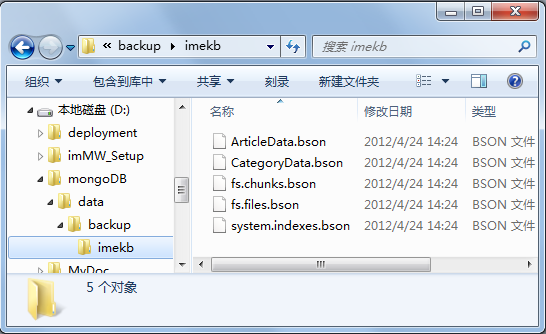 « backup ▸ imekb
搜索 imekb
组织 包含到库中 共享 刻录 新建文件夹
本地磁盘 (D:)
deployment
imMW_Setup
mongoDB
data
backup
imekb
MyDoc
名称 修改日期 类型
ArticleData.bson 2012/4/24 14:24 BSON 文件
CategoryData.bson 2012/4/24 14:24 BSON 文件
fs.chunks.bson 2012/4/24 14:24 BSON 文件
fs.files.bson 2012/4/24 14:24 BSON 文件
system.indexes.bson 2012/4/24 14:24 BSON 文件
5 个对象